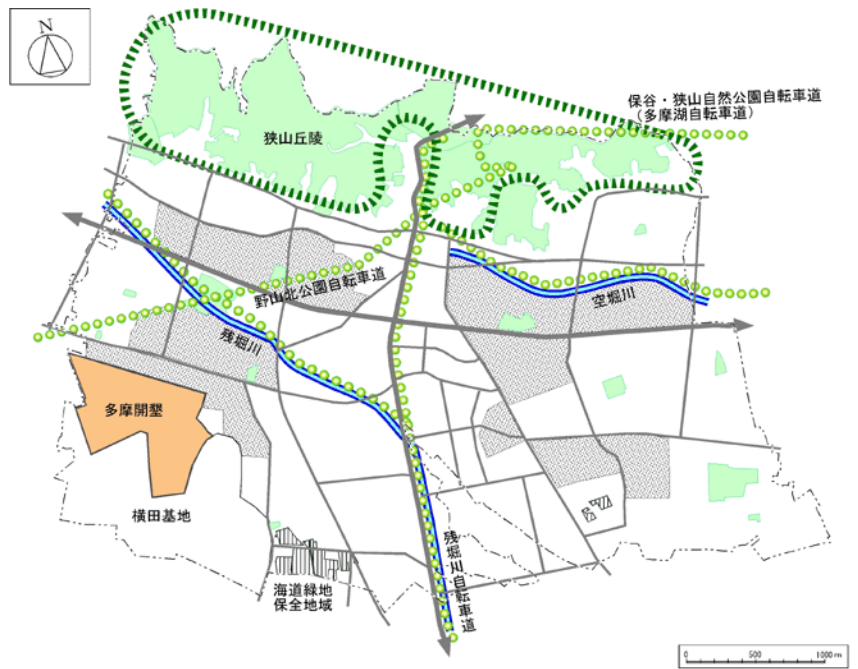 N
保谷・狭山自然公園自転車道
（多摩湖自転車道）
狭山丘陵
野山北公園自転車道
空堀川
残堀川
多摩開墾
横田基地
残堀川自転車道
海道緑地
保全地域
0 500 1000m